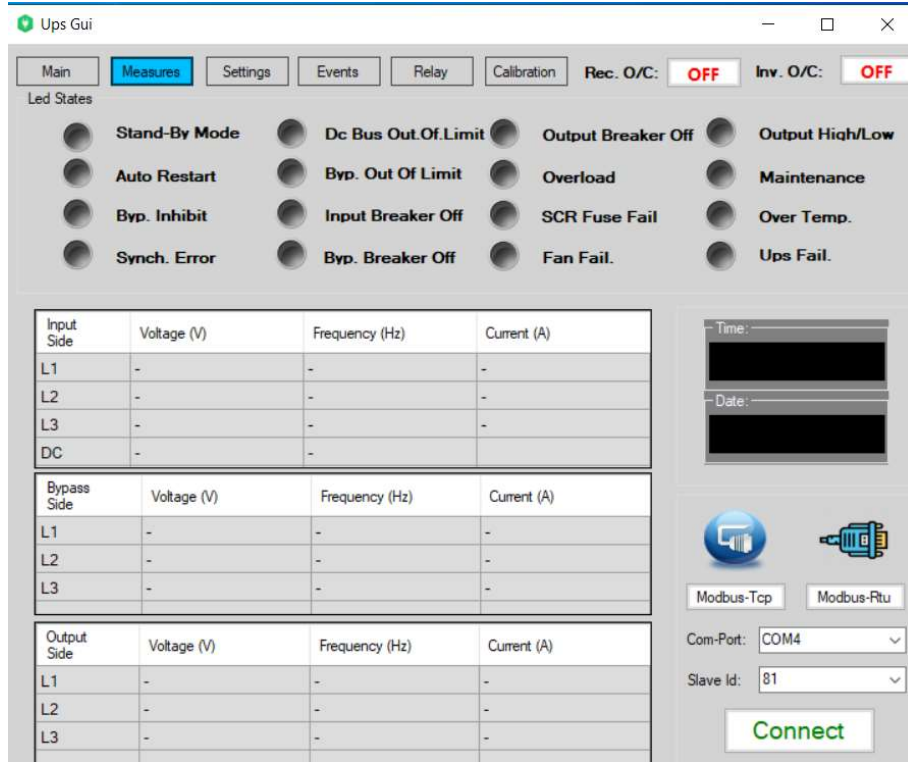 Ups Gui
Main Measures Settings Events Relay Calibration Rec. O/C: OFF Inv. O/C: OFF
Led States
Stand-By Mode Dc Bus Out.Of.Limit Output Breaker Off Output High/Low
Auto Restart Byp. Out Of Limit Overload Maintenance
Byp. Inhibit Input Breaker Off SCR Fuse Fail Over Temp.
Synch. Error Byp. Breaker Off Fan Fail. Ups Fail.
Input Side Voltage (V) Frequency (Hz) Current (A)
L1 - - -
L2 - - -
L3 - - -
DC - -
Bypass Side Voltage (V) Frequency (Hz) Current (A)
L1 - - -
L2 - - -
L3 - - -
Output Side Voltage (V) Frequency (Hz) Current (A)
L1 - - -
L2 - - -
L3 - - -
Time:
Date:
Modbus-Tcp Modbus-Rtu
Com-Port: COM4
Slave Id: 81
Connect